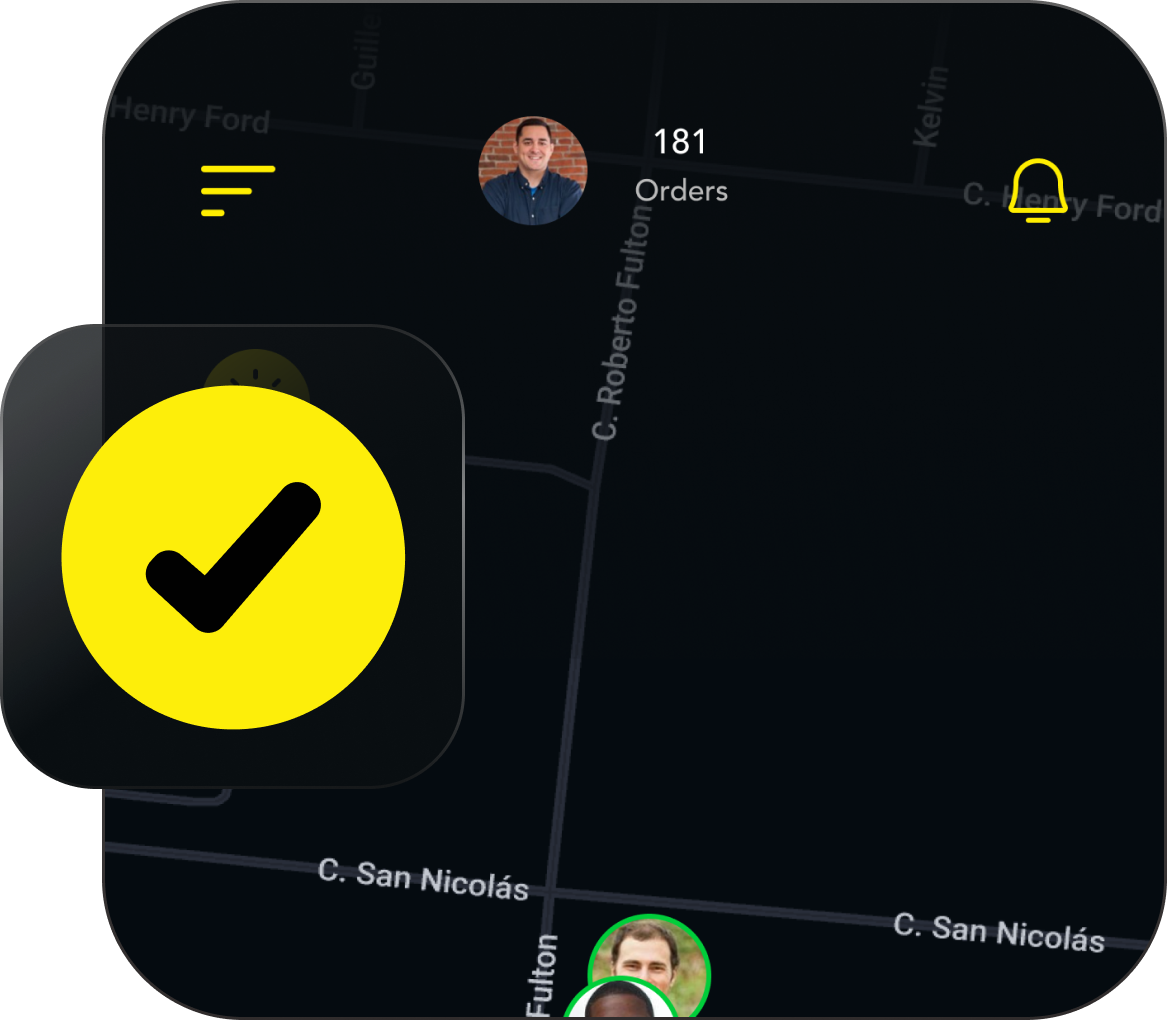 Guille
Henry Ford
Kelvin
181
Orders
C. Henry Ford
C. Roberto Fulton
C. San Nicolás
C. San Nicolás
Fulton